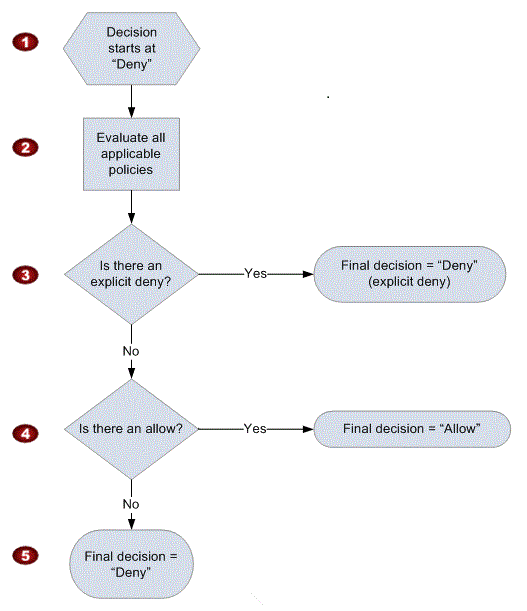 1
Decision
starts at
“Deny”
2
Evaluate all
applicable
policies
3
Is there an
explicit deny?
Yes
Final decision = “Deny”
(explicit deny)
No
4
Is there an allow?
Yes
Final decision = “Allow”
No
5
Final decision =
“Deny”